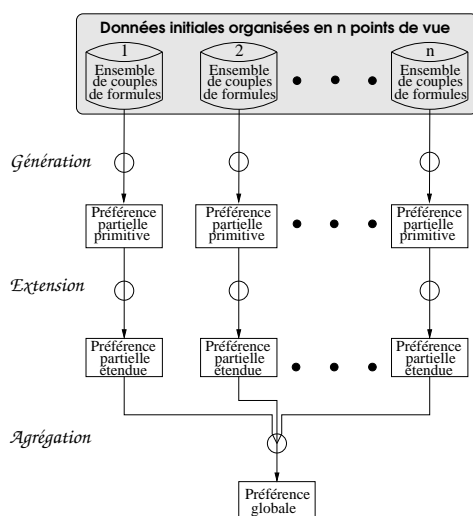 Données initiales organisées en n points de vue
1
Ensemble
de couples
de formules
2
Ensemble
de couples
de formules
n
Ensemble
de couples
de formules
Génération
Préférence
partielle
primitive
Préférence
partielle
primitive
Préférence
partielle
primitive
Extension
Préférence
partielle
étendue
Préférence
partielle
étendue
Préférence
partielle
étendue
Agrégation
Préférence
globale